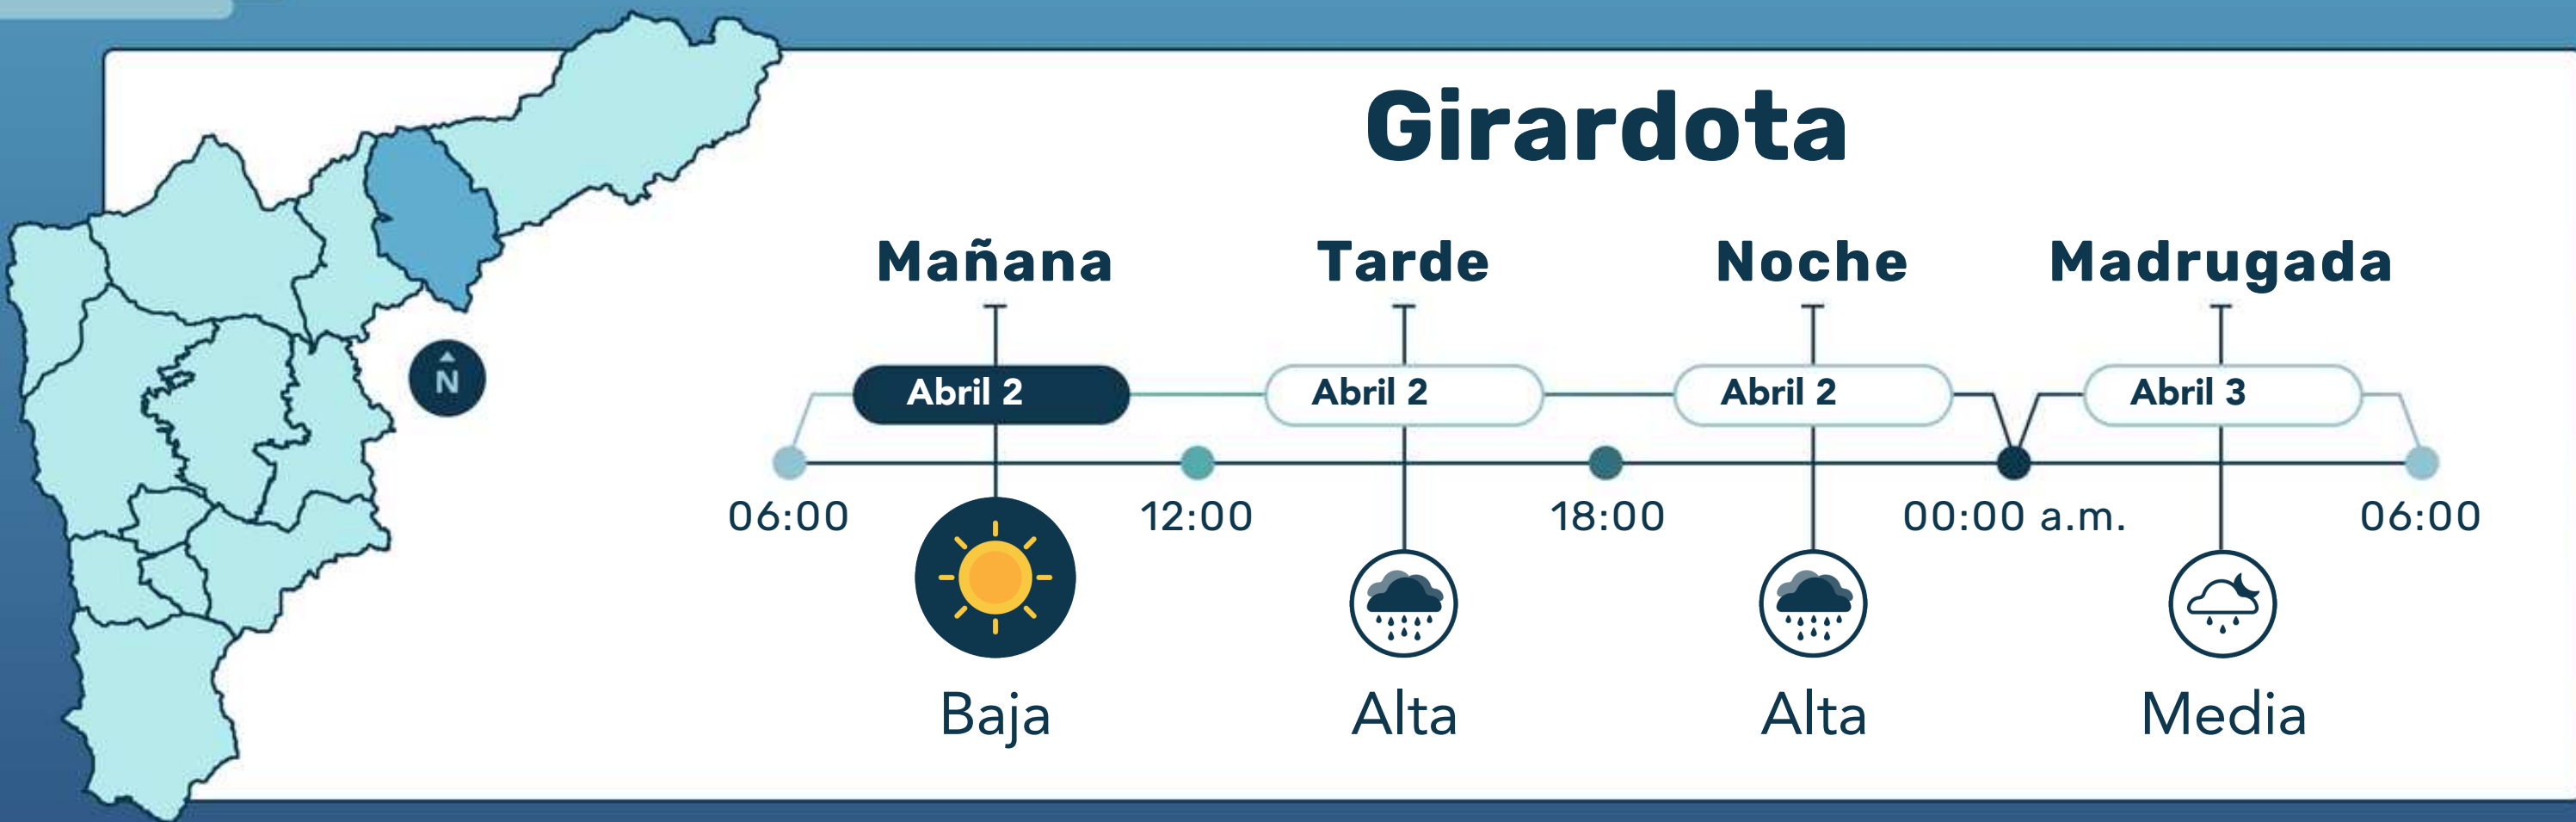 Girardota
Mañana Tarde Noche Madrugada
Abril 2 Abril 2 Abril 2 Abril 3
N
06:00 12:00 18:00 00:00 a.m. 06:00
Baja Alta Alta Media